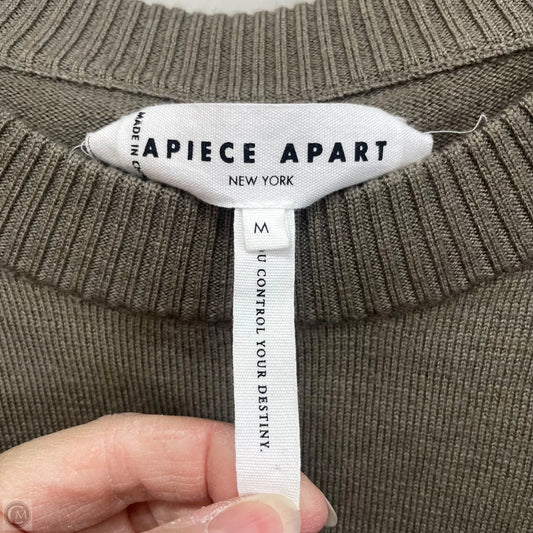 MADE IN
APIECE APART
NEW YORK
M
CONTROL YOUR DESTINY.
M